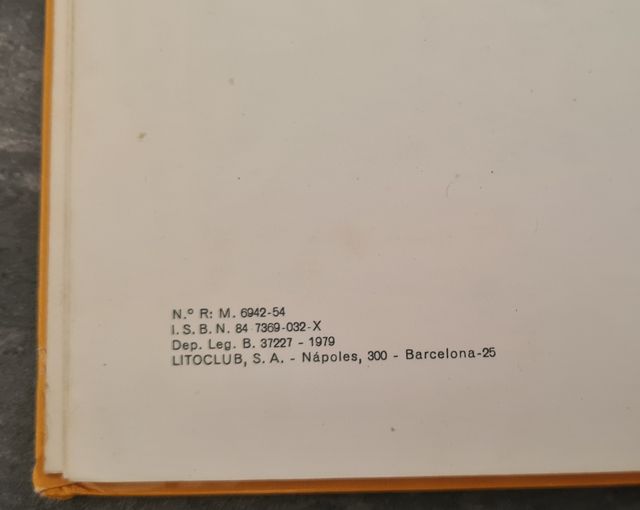 N.º R: M. 6942-54
I. S. B. N. 84 7369-032-X
Dep. Leg. B. 37227 - 1979
LITOCLUB, S. A. - Nápoles, 300 - Barcelona-25